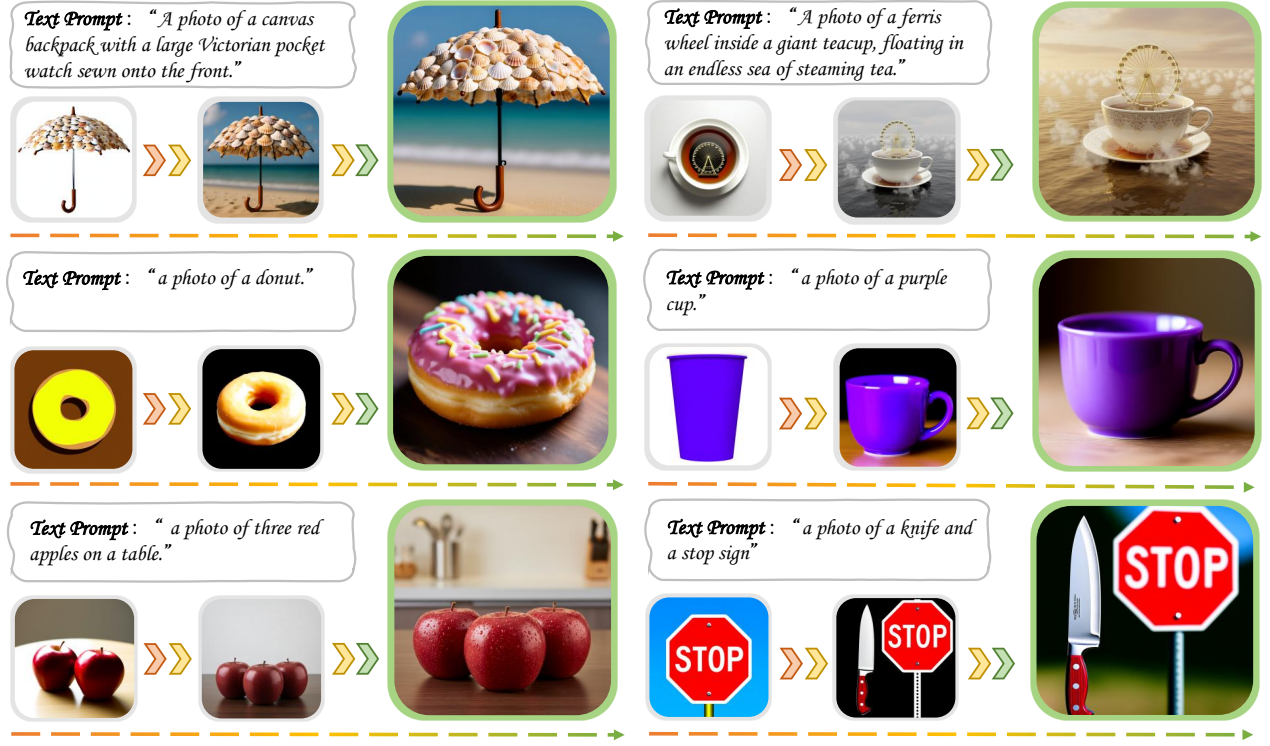 Text Prompt : “ A photo of a canvas
backpack with a large Victorian pocket
watch sewn onto the front.”
Text Prompt : “A photo of a ferris
wheel inside a giant teacup, floating in
an endless sea of steaming tea.”
Text Prompt : “ a photo of a donut.”
Text Prompt : “ a photo of a purple
cup.”
Text Prompt : “ a photo of three red
apples on a table.”
Text Prompt : “ a photo of a knife and
a stop sign”
STOP
STOP
STOP